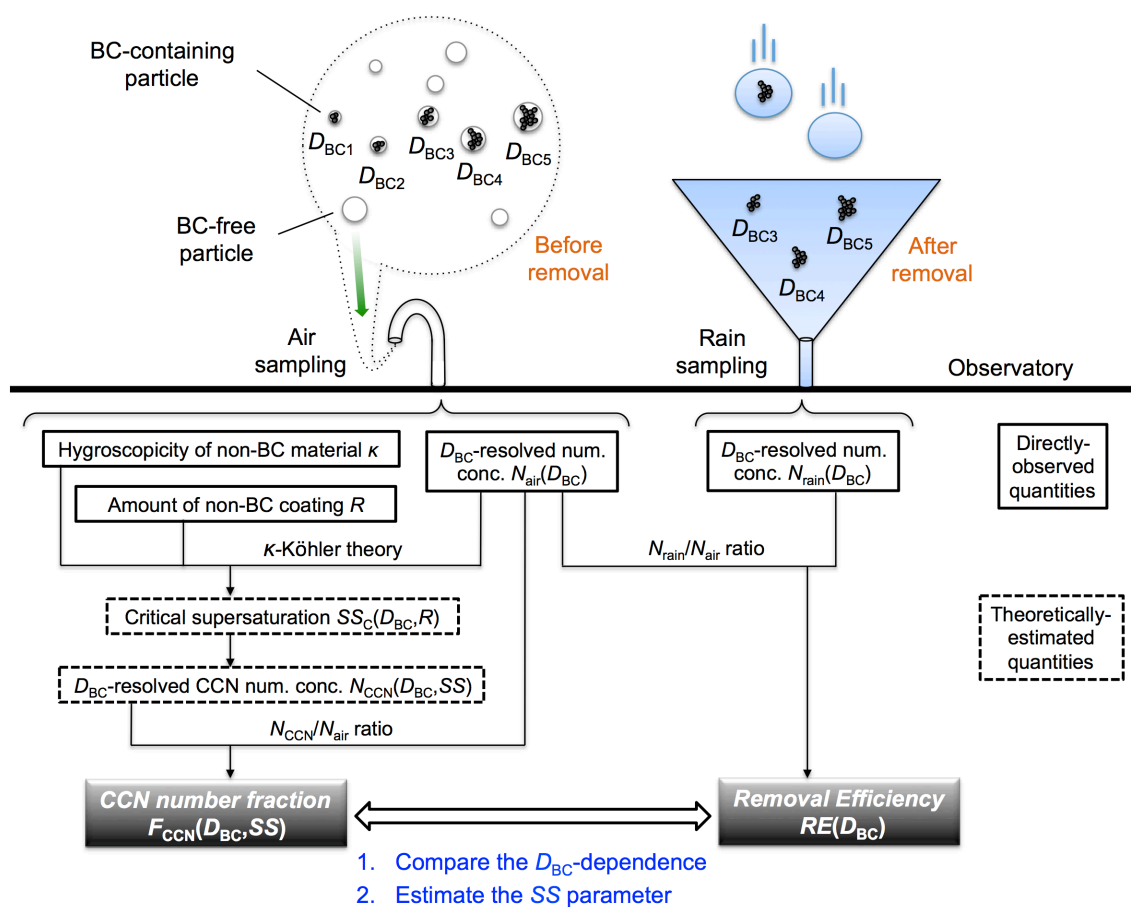 BC-containing
particle
D_BC1
D_BC2
D_BC3
D_BC4
D_BC5
BC-free
particle
Before
removal
Air
sampling
D_BC3
D_BC5
D_BC4
After
removal
Rain
sampling
Observatory
Hygroscopicity of non-BC material κ
Amount of non-BC coating R
D_BC-resolved num.
conc. N_air(D_BC)
D_BC-resolved num.
conc. N_rain(D_BC)
Directly-
observed
quantities
κ-Köhler theory
N_rain/N_air ratio
Critical supersaturation SS_C(D_BC,R)
Theoretically-
estimated
quantities
D_BC-resolved CCN num. conc. N_CCN(D_BC,SS)
N_CCN/N_air ratio
CCN number fraction
F_CCN(D_BC,SS)
Removal Efficiency
RE(D_BC)
1. Compare the D_BC-dependence
2. Estimate the SS parameter